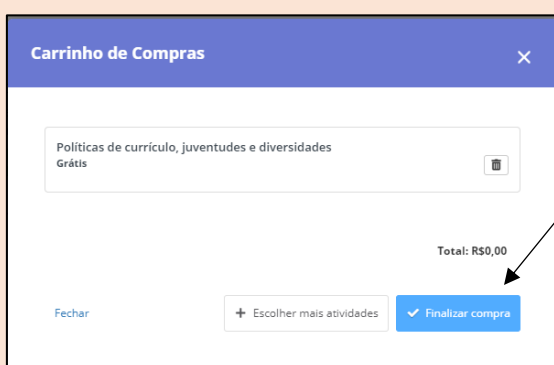 Carrinho de Compras
Políticas de currículo, juventudes e diversidades
Grátis
Total: R$0,00
Fechar
Escolher mais atividades
Finalizar compra